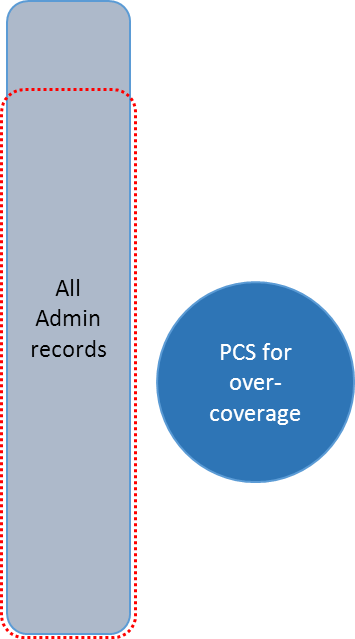 All
Admin
records
PCS for
over-
coverage